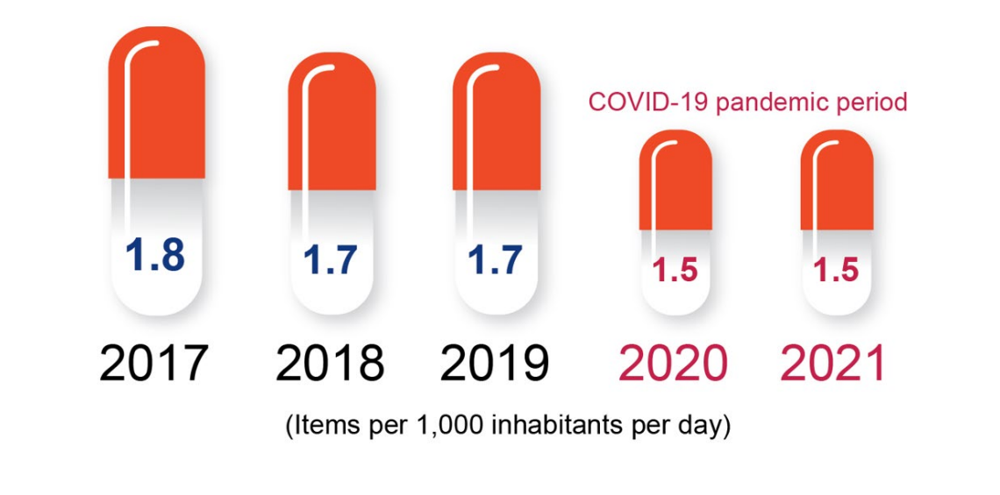 COVID-19 pandemic period
1.8 1.7 1.7 1.5 1.5
2017 2018 2019 2020 2021
(Items per 1,000 inhabitants per day)